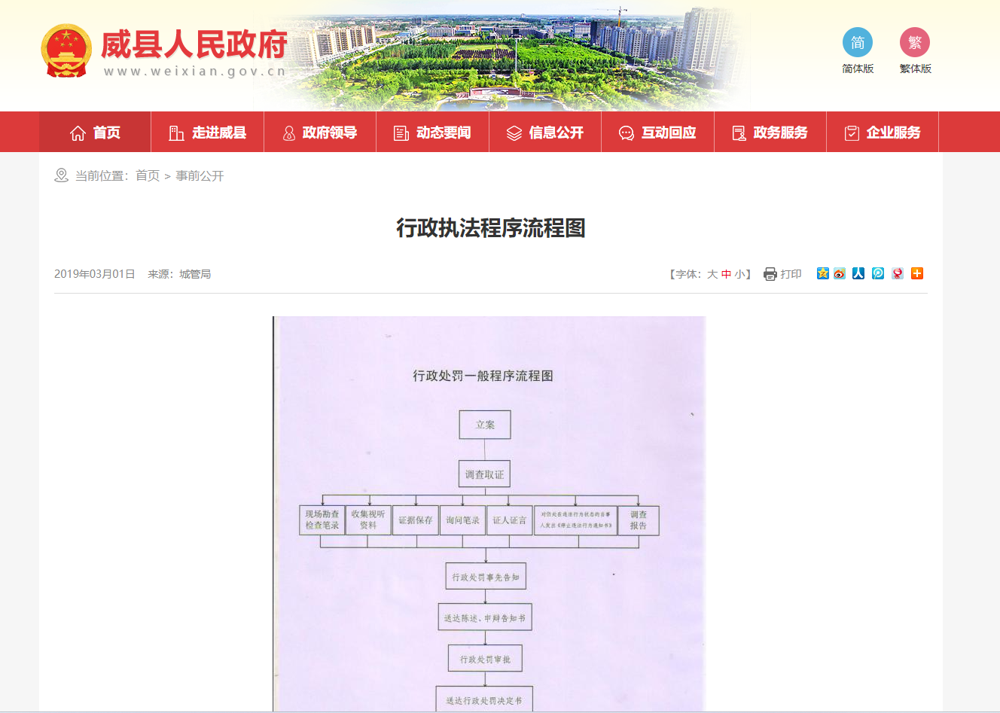 威县人民政府
www.weixian.gov.cn
简
简体版
繁
繁体版
首页
走进威县
政府领导
动态要闻
信息公开
互动回应
政务服务
企业服务
当前位置：首页 > 事前公开
行政执法程序流程图
2019年03月01日 来源：城管局
【字体：大 中 小】 打印
行政处罚一般程序流程图
立案
调查取证
现场勘查
检查笔录
收集视听
资料
证据保存
询问笔录
证人证言
对仍处在违法行为状态的当事
人发出《停止违法行为通知书》
调查
报告
行政处罚事先告知
送达陈述、申辩告知书
行政处罚审批
送达行政处罚决定书